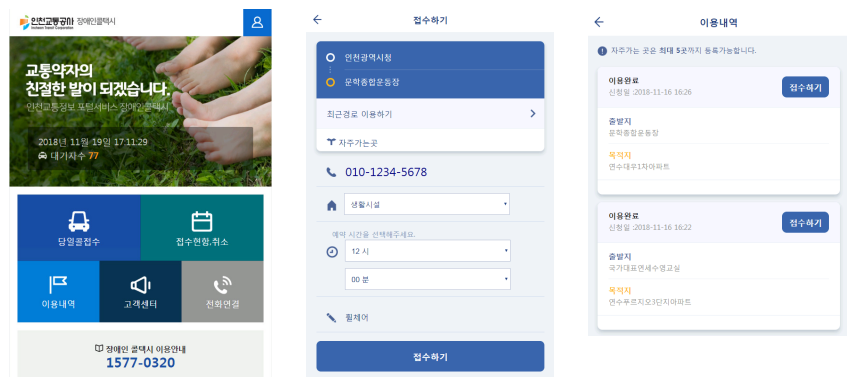 인천교통공사 장애인콜택시
Incheon Transit Corporation
교통약자의
친절한 발이 되겠습니다.
인천교통정보 포털서비스 장애인콜택시
2018년 11월 19일 17:11:29
대기자수 77
당일콜접수
접수현황.취소
이용내역
고객센터
전화연결
장애인 콜택시 이용안내
1577-0320
접수하기
인천광역시청
문학종합운동장
최근경로 이용하기
자주가는곳
010-1234-5678
생활시설
예약 시간을 선택해주세요.
12 시
00 분
휠체어
접수하기
이용내역
자주가는 곳은 최대 5곳까지 등록가능합니다.
이용완료
신청일 :2018-11-16 16:26
접수하기
출발지
문학종합운동장
목적지
연수대우1차아파트
이용완료
신청일 :2018-11-16 16:22
접수하기
출발지
국가대표연세수영교실
목적지
연수푸르지오3단지아파트